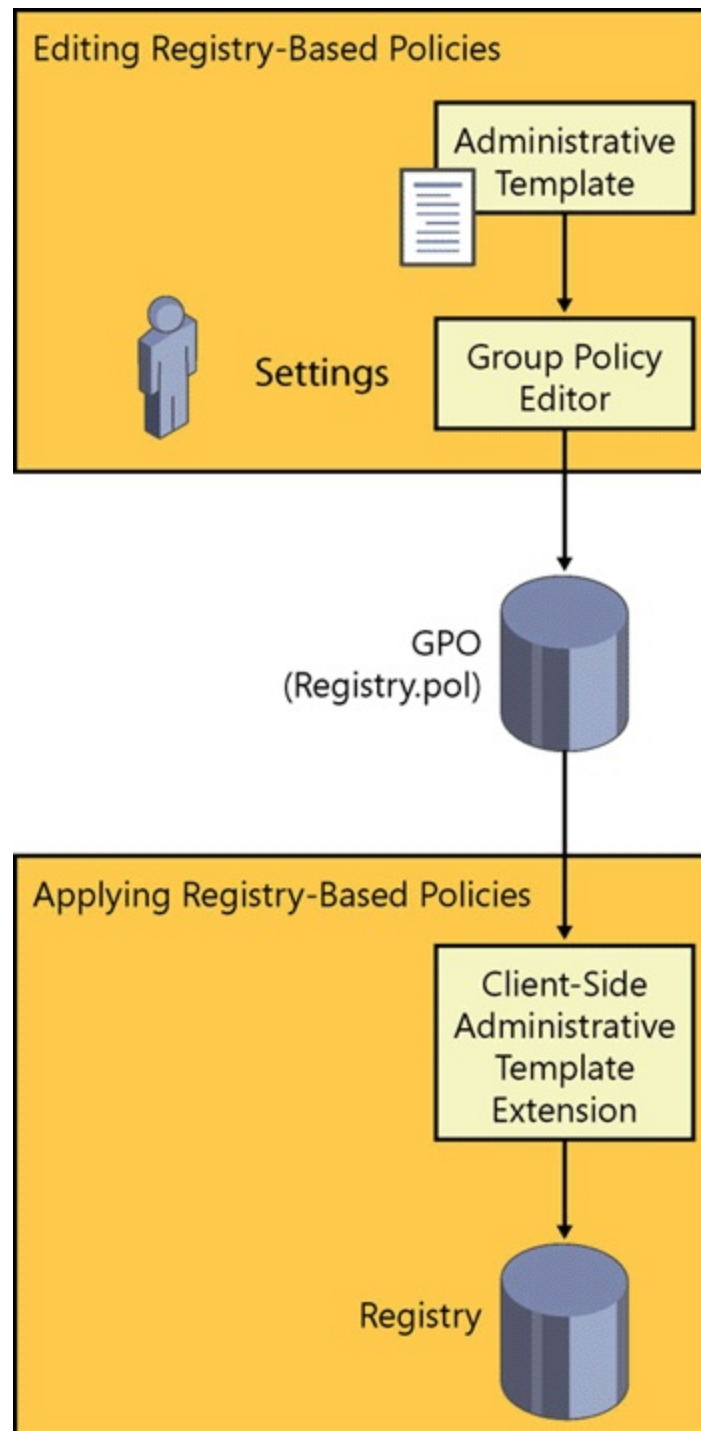 Editing Registry-Based Policies
Administrative
Template
Settings
Group Policy
Editor
GPO
(Registry.pol)
Applying Registry-Based Policies
Client-Side
Administrative
Template
Extension
Registry